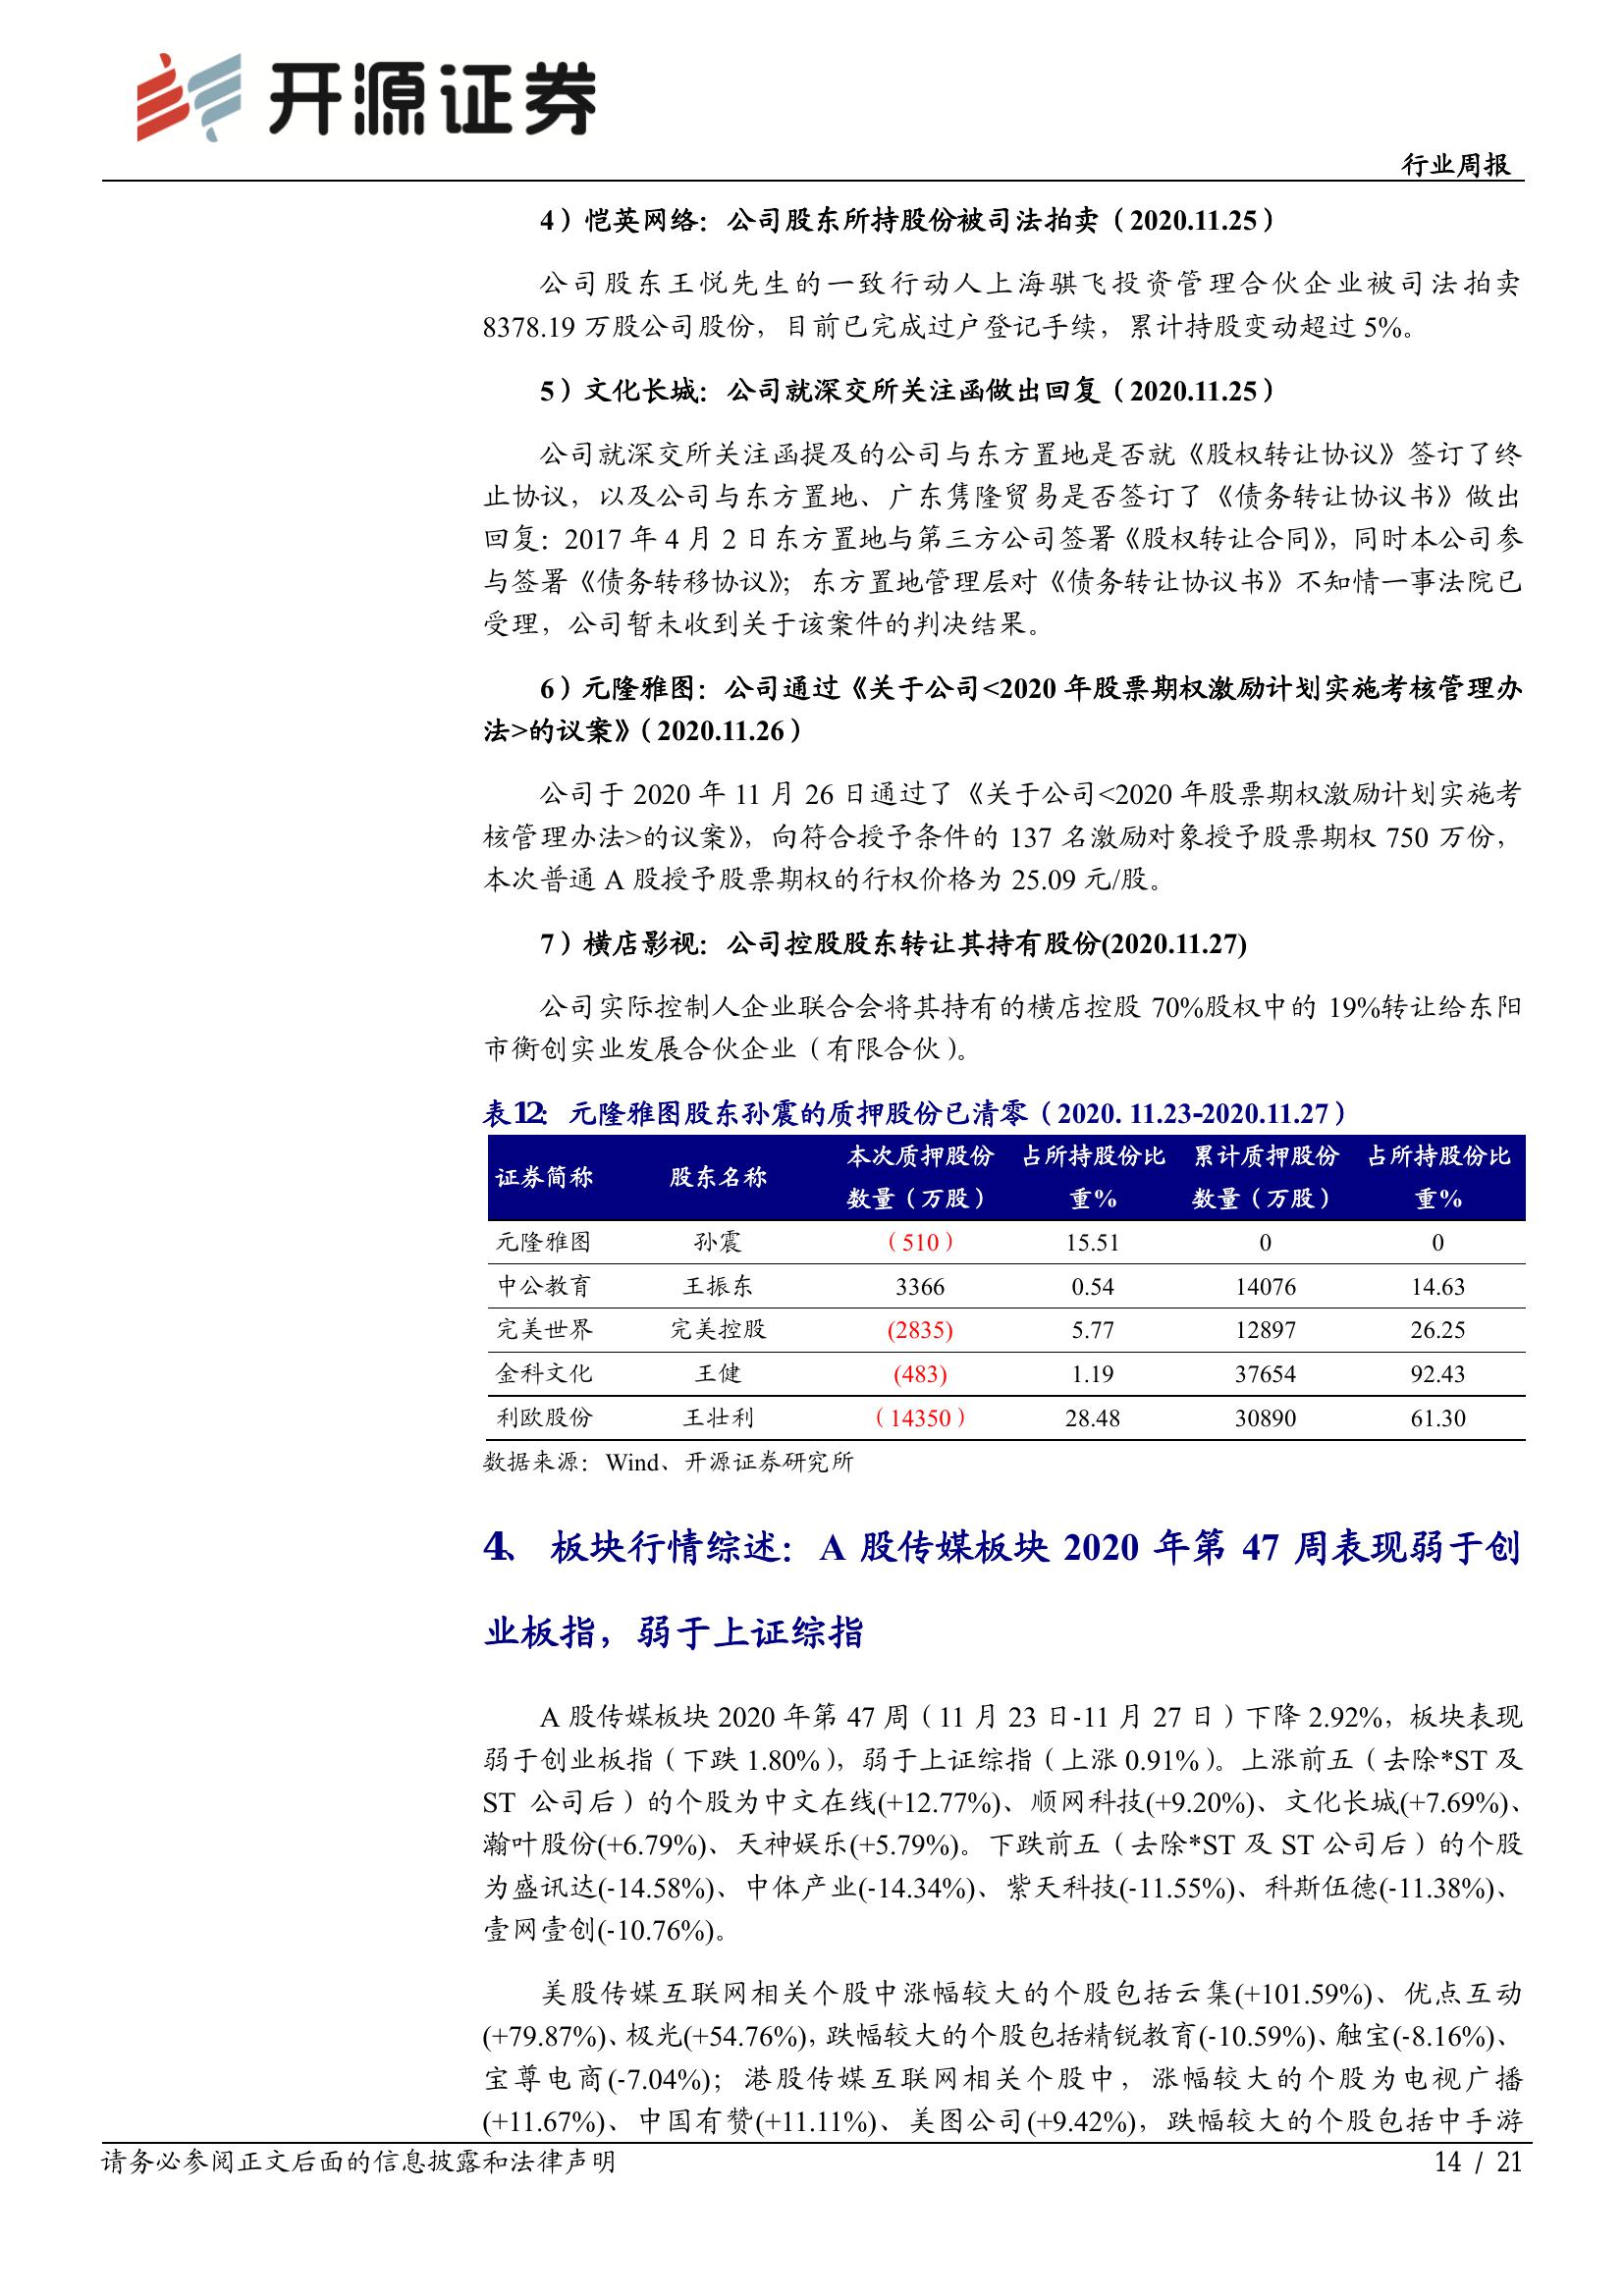 开源证券
行业周报
4）恺英网络：公司股东所持股份被司法拍卖（2020.11.25）
公司股东王悦先生的一致行动人上海骐飞投资管理合伙企业被司法拍卖
8378.19 万股公司股份，目前已完成过户登记手续，累计持股变动超过 5%。
5）文化长城：公司就深交所关注函做出回复（2020.11.25）
公司就深交所关注函提及的公司与东方置地是否就《股权转让协议》签订了终
止协议，以及公司与东方置地、广东隽隆贸易是否签订了《债务转让协议书》做出
回复：2017 年 4 月 2 日东方置地与第三方公司签署《股权转让合同》，同时本公司参
与签署《债务转移协议》；东方置地管理层对《债务转让协议书》不知情一事法院已
受理，公司暂未收到关于该案件的判决结果。
6）元隆雅图：公司通过《关于公司<2020 年股票期权激励计划实施考核管理办
法>的议案》（2020.11.26）
公司于 2020 年 11 月 26 日通过了《关于公司<2020 年股票期权激励计划实施考
核管理办法>的议案》，向符合授予条件的 137 名激励对象授予股票期权 750 万份，
本次普通 A 股授予股票期权的行权价格为 25.09 元/股。
7）横店影视：公司控股股东转让其持有股份(2020.11.27)
公司实际控制人企业联合会将其持有的横店控股 70%股权中的 19%转让给东阳
市衡创实业发展合伙企业（有限合伙）。
表12：元隆雅图股东孙震的质押股份已清零（2020. 11.23-2020.11.27）
证券简称 股东名称 本次质押股份数量（万股） 占所持股份比重% 累计质押股份数量（万股） 占所持股份比重%
元隆雅图 孙震 （510） 15.51 0 0
中公教育 王振东 3366 0.54 14076 14.63
完美世界 完美控股 (2835) 5.77 12897 26.25
金科文化 王健 (483) 1.19 37654 92.43
利欧股份 王壮利 （14350） 28.48 30890 61.30
数据来源：Wind、开源证券研究所
4、 板块行情综述：A 股传媒板块 2020 年第 47 周表现弱于创
业板指，弱于上证综指
A 股传媒板块 2020 年第 47 周（11 月 23 日-11 月 27 日）下降 2.92%，板块表现
弱于创业板指（下跌 1.80%），弱于上证综指（上涨 0.91%）。上涨前五（去除*ST 及
ST 公司后）的个股为中文在线(+12.77%)、顺网科技(+9.20%)、文化长城(+7.69%)、
瀚叶股份(+6.79%)、天神娱乐(+5.79%)。下跌前五（去除*ST 及 ST 公司后）的个股
为盛讯达(-14.58%)、中体产业(-14.34%)、紫天科技(-11.55%)、科斯伍德(-11.38%)、
壹网壹创(-10.76%)。
美股传媒互联网相关个股中涨幅较大的个股包括云集(+101.59%)、优点互动
(+79.87%)、极光(+54.76%)，跌幅较大的个股包括精锐教育(-10.59%)、触宝(-8.16%)、
宝尊电商(-7.04%)；港股传媒互联网相关个股中，涨幅较大的个股为电视广播
(+11.67%)、中国有赞(+11.11%)、美图公司(+9.42%)，跌幅较大的个股包括中手游
请务必参阅正文后面的信息披露和法律声明
14 / 21